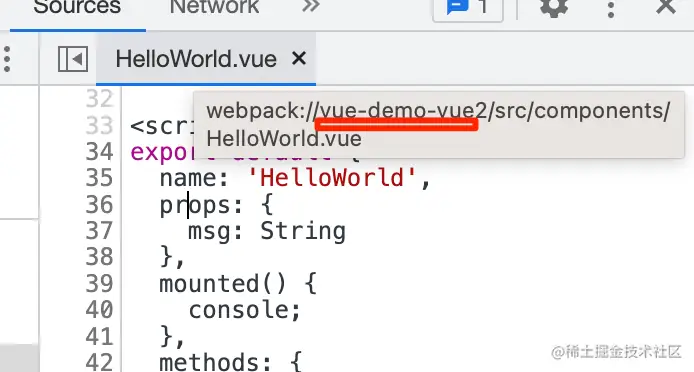 Sources Network » 1
HelloWorld.vue ×
32
webpack://vue-demo-vue2/src/components/
HelloWorld.vue
33 <scri
34 export default {
35 name: 'HelloWorld',
36 props: {
37 msg: String
38 },
39 mounted() {
40 console;
41 },
42 methods: {
@稀土掘金技术社区